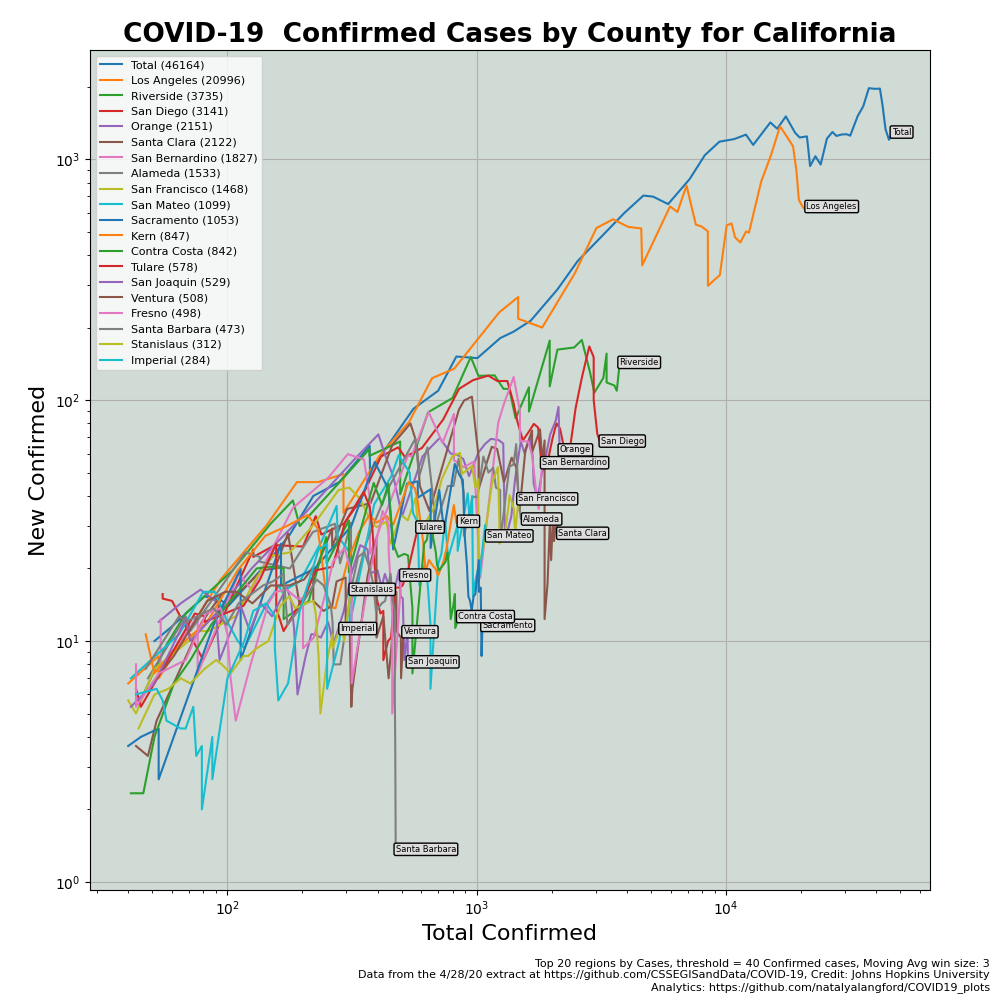 COVID-19  Confirmed Cases by County for California
Total (46164)
Los Angeles (20996)
Riverside (3735)
San Diego (3141)
Orange (2151)
Santa Clara (2122)
San Bernardino (1827)
Alameda (1533)
San Francisco (1468)
San Mateo (1099)
Sacramento (1053)
Kern (847)
Contra Costa (842)
Tulare (578)
San Joaquin (529)
Ventura (508)
Fresno (498)
Santa Barbara (473)
Stanislaus (312)
Imperial (284)
Total
Los Angeles
Riverside
San Diego
Orange
San Bernardino
San Francisco
Alameda
Santa Clara
Kern
Tulare
San Mateo
Fresno
Stanislaus
Contra Costa
Sacramento
Imperial
Ventura
San Joaquin
Santa Barbara
New Confirmed
10³
10²
10¹
10⁰
10²
10³
10⁴
Total Confirmed
Top 20 regions by Cases, threshold = 40 Confirmed cases, Moving Avg win size: 3
Data from the 4/28/20 extract at https://github.com/CSSEGISandData/COVID-19, Credit: Johns Hopkins University
Analytics: https://github.com/natalyalangford/COVID19_plots